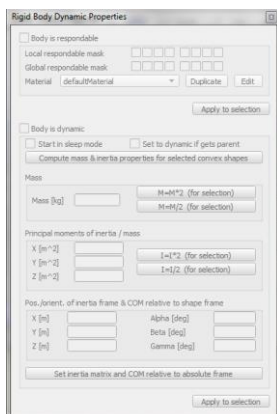 Rigid Body Dynamic Properties
Body is respondable
Local respondable mask
Global respondable mask
Material defaultMaterial Duplicate Edit
Apply to selection
Body is dynamic
Start in sleep mode Set to dynamic if gets parent
Compute mass & inertia properties for selected convex shapes
Mass
Mass [kg]
M=M*2 (for selection)
M=M/2 (for selection)
Principal moments of inertia / mass
X [m^2]
Y [m^2]
Z [m^2]
I=I*2 (for selection)
I=I/2 (for selection)
Pos./orient. of inertia frame & COM relative to shape frame
X [m] Alpha [deg]
Y [m] Beta [deg]
Z [m] Gamma [deg]
Set inertia matrix and COM relative to absolute frame
Apply to selection